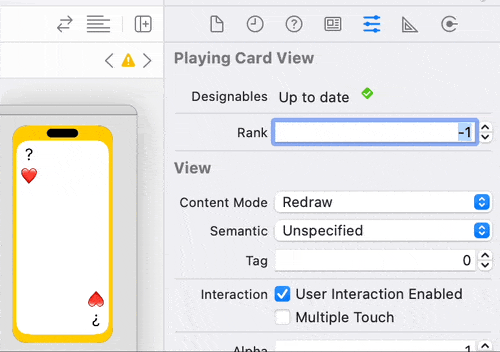 Playing Card View
Designables Up to date
Rank -1
View
Content Mode Redraw
Semantic Unspecified
Tag 0
Interaction User Interaction Enabled
Multiple Touch
Alpha 1
?
?